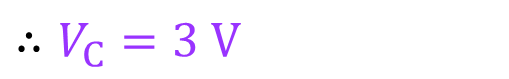 ∴ V_C = 3 V